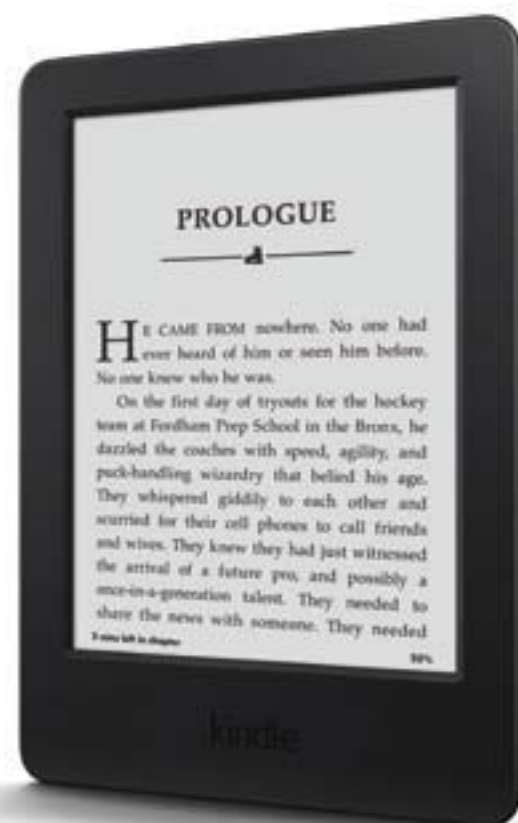 PROLOGUE
HE CAME FROM nowhere. No one had
ever heard of him or seen him before.
No one knew who he was.
On the first day of tryouts for the hockey
team at Fordham Prep School in the Bronx, he
dazzled the coaches with speed, agility, and
puck-handling wizardry that belied his age.
They whispered giddily to each other and
scurried for their cell phones to call friends
and wives. They knew they had just witnessed
the arrival of a future pro, and possibly a
once-in-a-generation talent. They needed to
share the news with someone. They needed
mins left in chapter
kindle